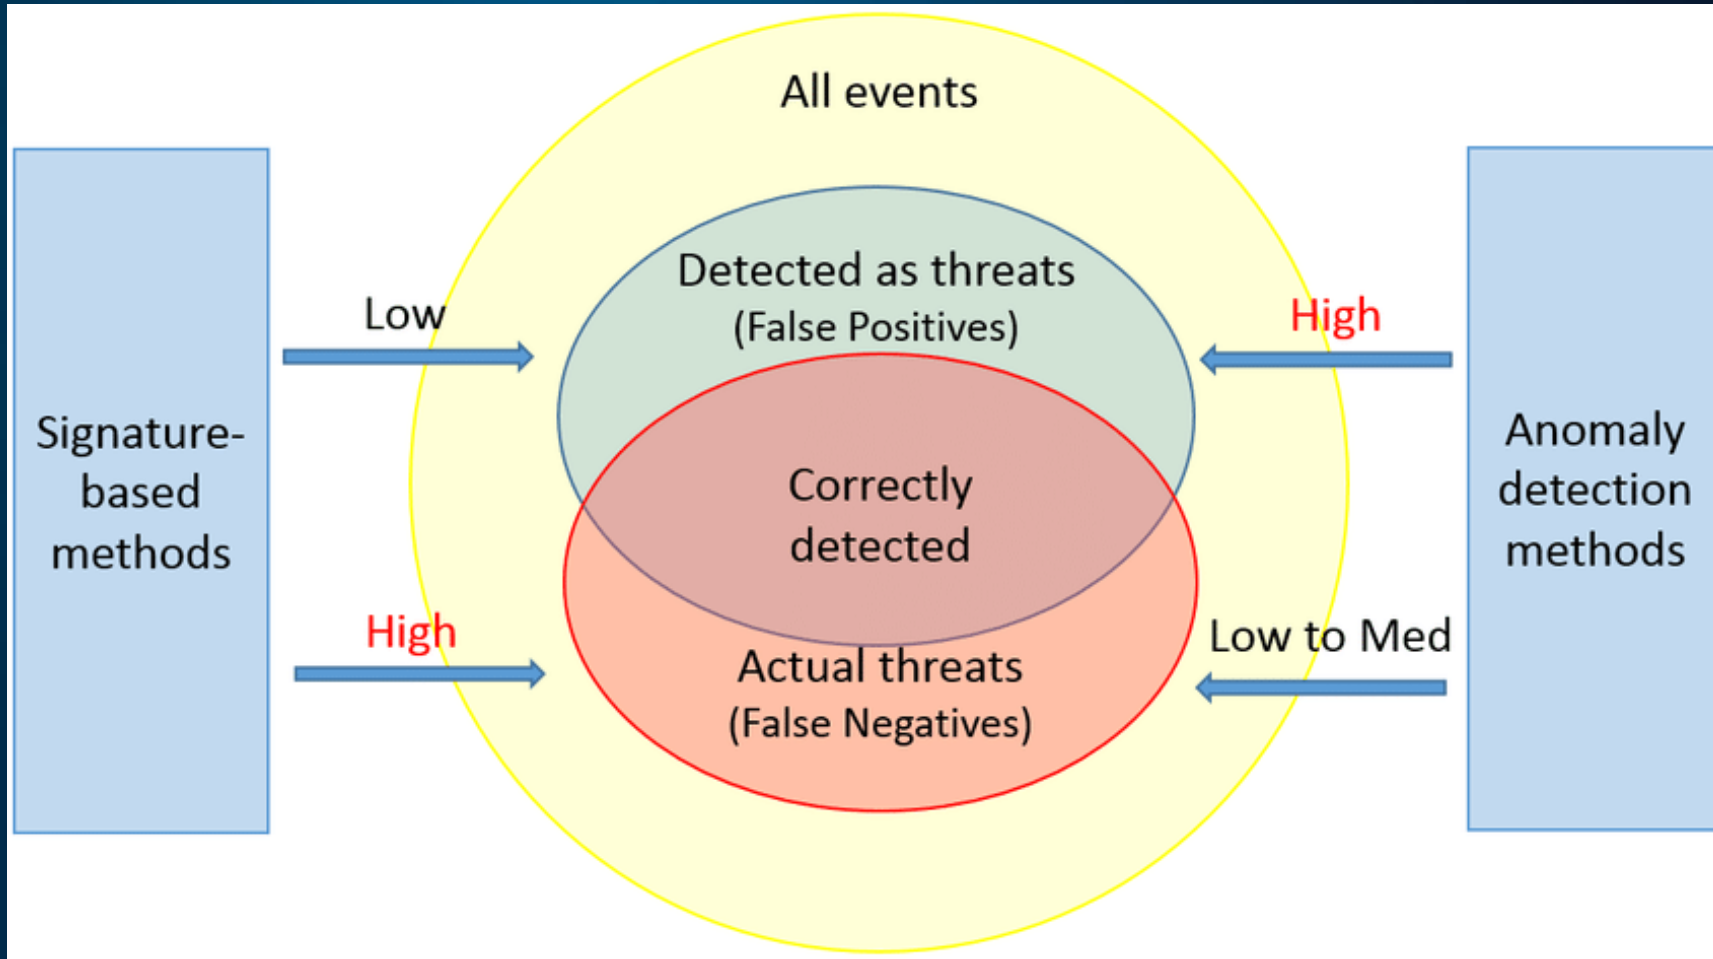 All events
Signature-
based
methods
Low
High
Detected as threats
(False Positives)
Correctly
detected
Actual threats
(False Negatives)
High
Low to Med
Anomaly
detection
methods